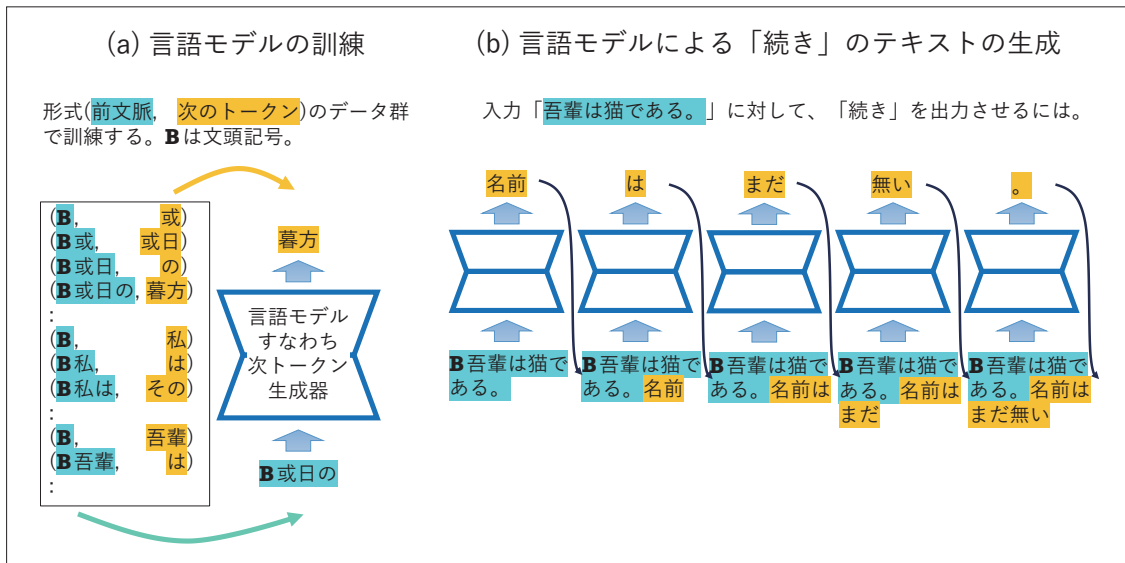 (a) 言語モデルの訓練
形式(前文脈, 次のトークン)のデータ群
で訓練する。Bは文頭記号。
(B, 或)
(B或, 或日)
(B或日, の)
(B或日の, 暮方)
:
(B, 私)
(B私, は)
(B私は, その)
:
(B, 吾輩)
(B吾輩, は)
:
暮方
言語モデル
すなわち
次トークン
生成器
B或日の
(b) 言語モデルによる「続き」のテキストの生成
入力「吾輩は猫である。」に対して、「続き」を出力させるには。
名前
は
まだ
無い
。
B吾輩は猫で
ある。
B吾輩は猫で
ある。名前
B吾輩は猫で
ある。名前は
B吾輩は猫で
ある。名前は
まだ
B吾輩は猫で
ある。名前は
まだ無い